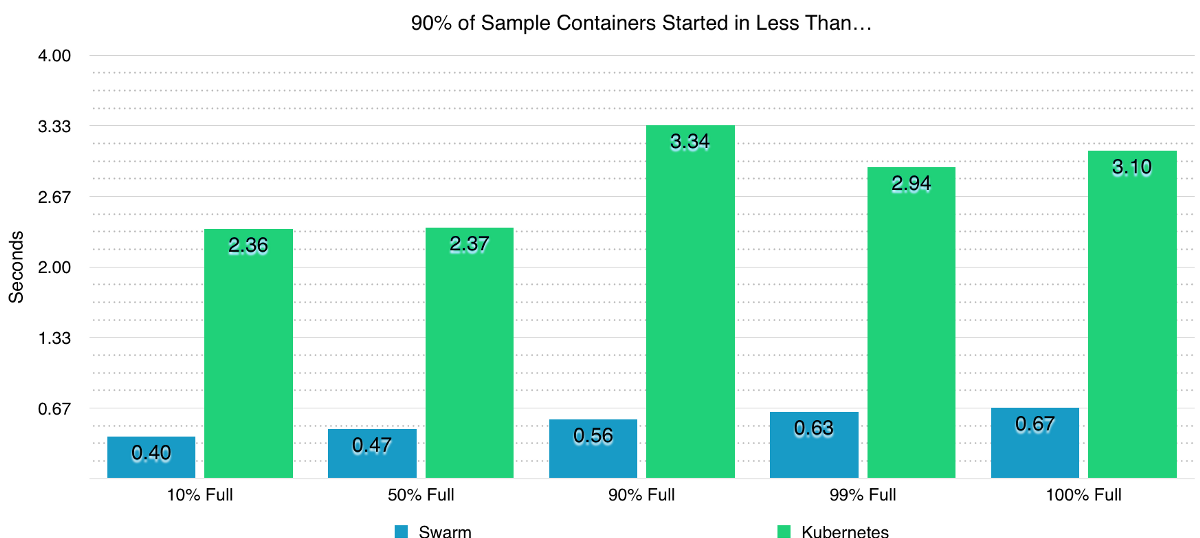 90% of Sample Containers Started in Less Than…
4.00
3.33
2.67
2.00
1.33
0.67
Seconds
0.40
2.36
0.47
2.37
0.56
3.34
0.63
2.94
0.67
3.10
10% Full
50% Full
90% Full
99% Full
100% Full
Swarm
Kubernetes